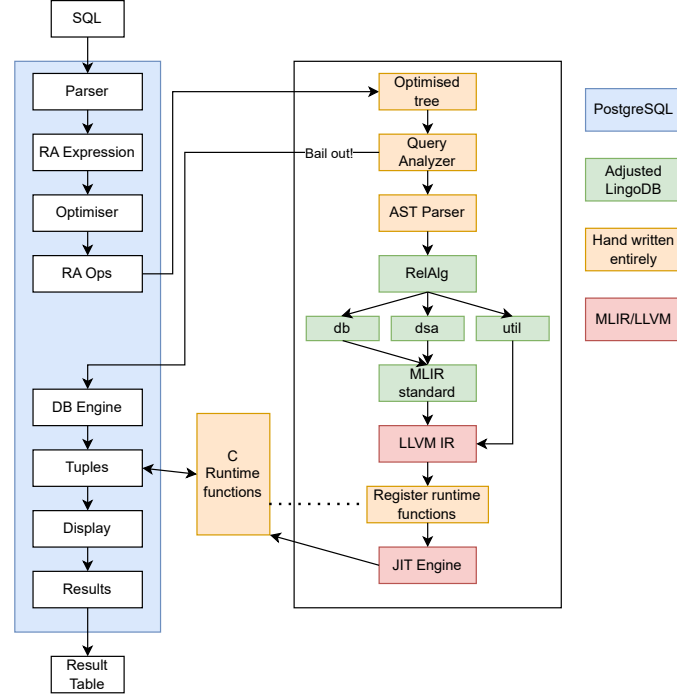 SQL
Parser
RA Expression
Optimiser
RA Ops
DB Engine
Tuples
Display
Results
Result
Table
C
Runtime
functions
Bail out!
Optimised
tree
Query
Analyzer
AST Parser
RelAlg
db
dsa
util
MLIR
standard
LLVM IR
Register runtime
functions
JIT Engine
PostgreSQL
Adjusted
LingoDB
Hand written
entirely
MLIR/LLVM